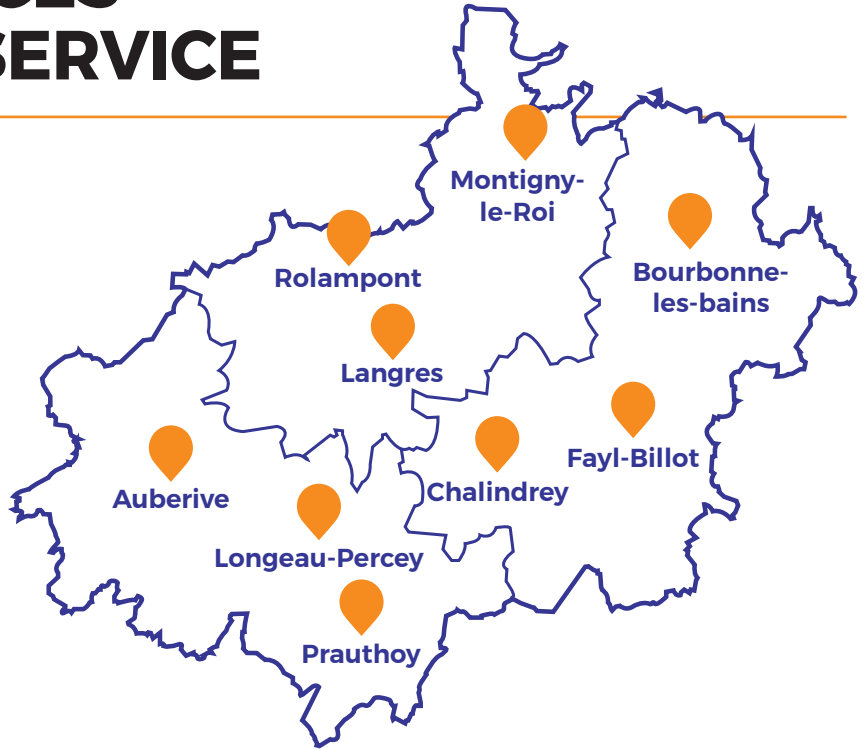 SERVICE
Montigny-
le-Roi
Rolampont
Bourbonne-
les-bains
Langres
Fayl-Billot
Chalindrey
Auberive
Longeau-Percey
Prauthoy